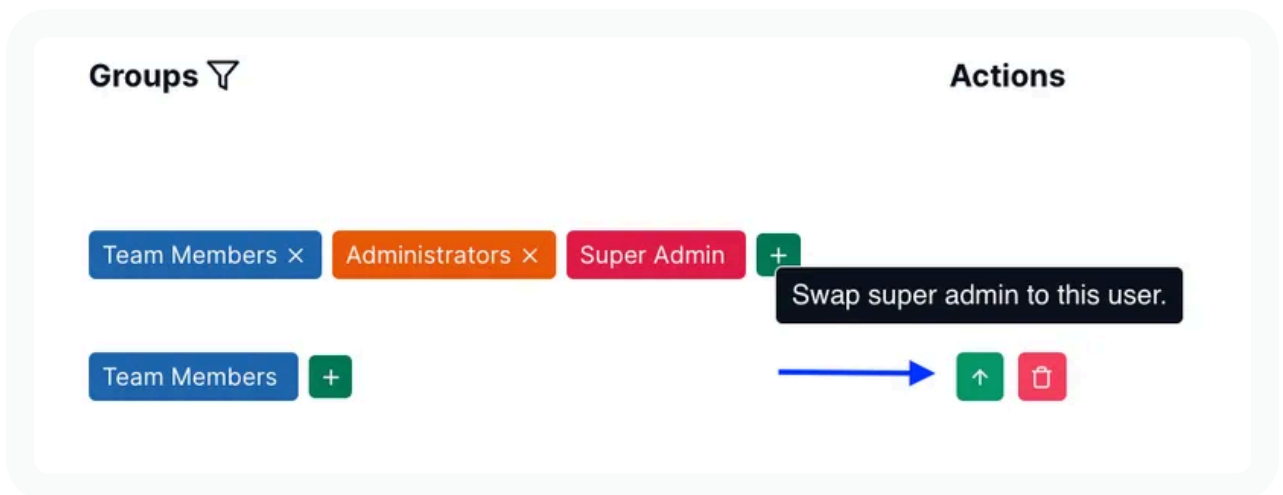 Groups Actions
Team Members × Administrators × Super Admin +
Swap super admin to this user.
Team Members +